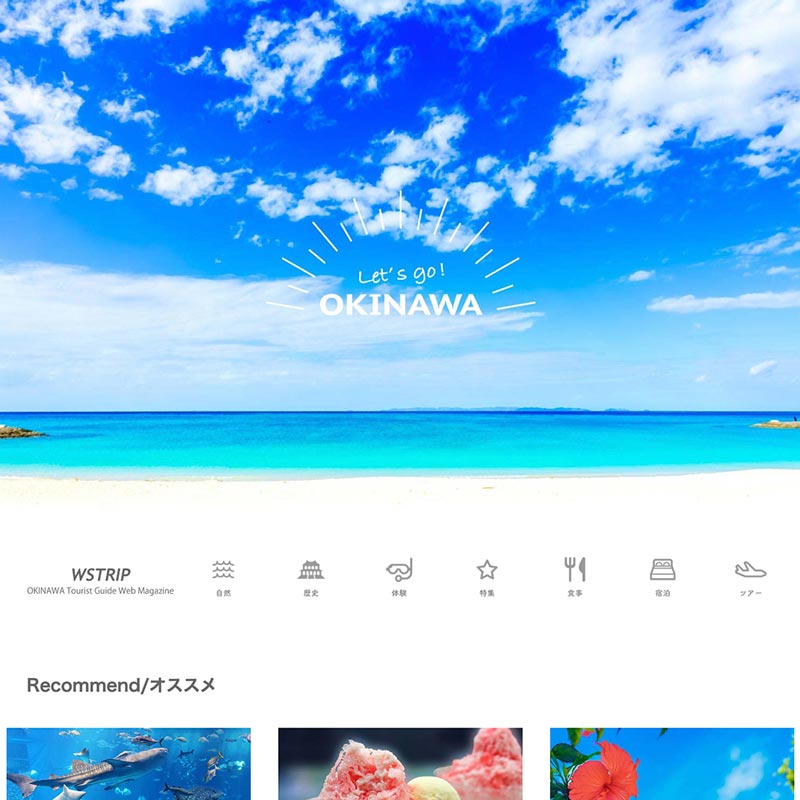 Let's go!
OKINAWA
WSTRIP
OKINAWA Tourist Guide Web Magazine
自然
歴史
体験
特集
食事
宿泊
ツアー
Recommend/オススメ